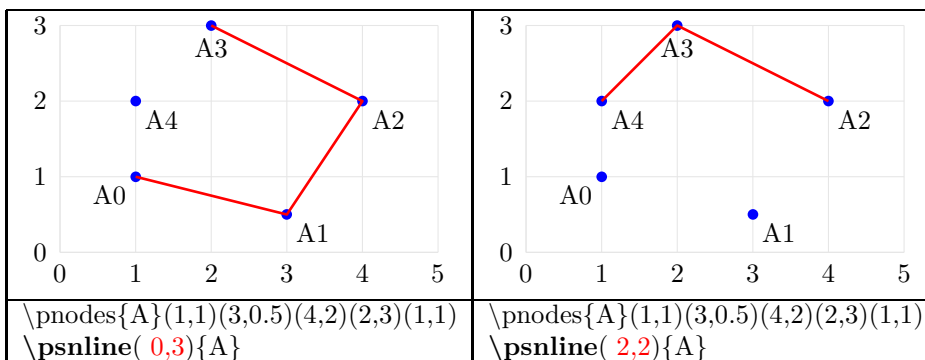 3
A3
2
A4
A2
1
A0
A1
0
0 1 2 3 4 5
\pnodes{A}(1,1)(3,0.5)(4,2)(2,3)(1,1)
\psnline( 0,3){A}
3
A3
2
A4
A2
1
A0
A1
0
0 1 2 3 4 5
\pnodes{A}(1,1)(3,0.5)(4,2)(2,3)(1,1)
\psnline( 2,2){A}